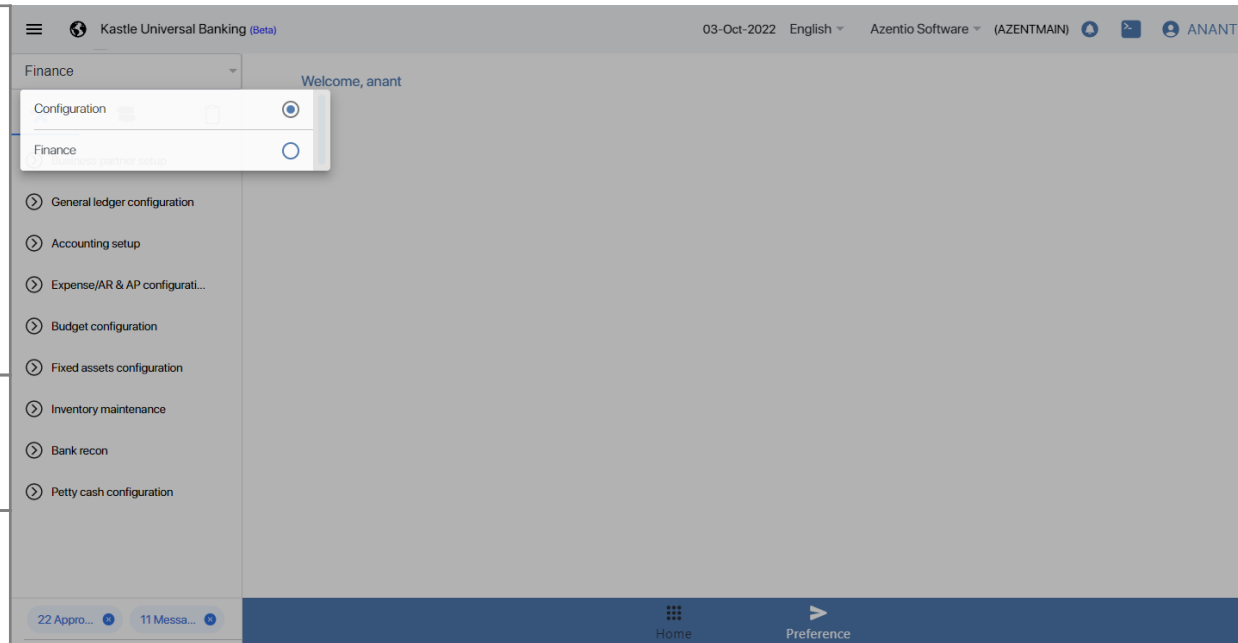 Kastle Universal Banking (Beta) 03-Oct-2022 English Azentio Software (AZENTMAIN) ANANT
Finance
Welcome, anant
Configuration
Finance
General ledger configuration
Accounting setup
Expense/AR & AP configurati...
Budget configuration
Fixed assets configuration
Inventory maintenance
Bank recon
Petty cash configuration
22 Appro... 11 Messa...
Home Preference